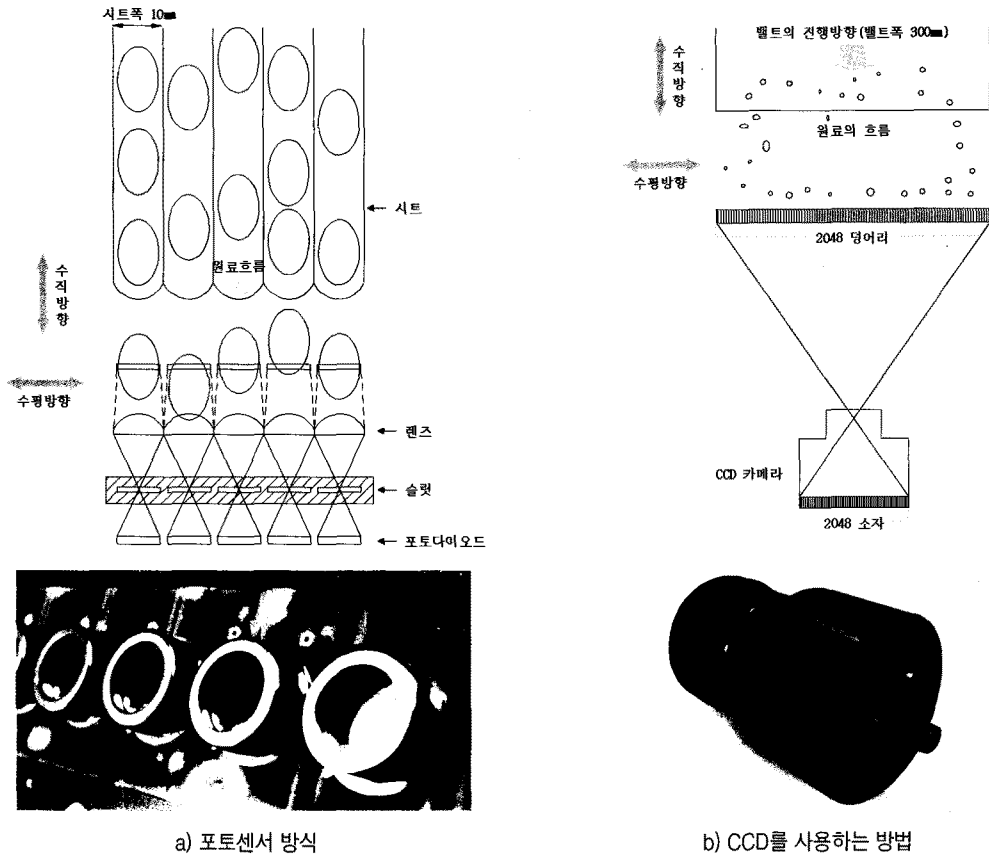 시트폭 10㎜
수직방향
원료흐름
시트
수평방향
렌즈
슬릿
포토다이오드
a) 포토센서 방식
밸트의 진행방향(밸트폭 300㎜)
수직방향
원료의 흐름
수평방향
2048 덩어리
CCD 카메라
2048 소자
b) CCD를 사용하는 방법